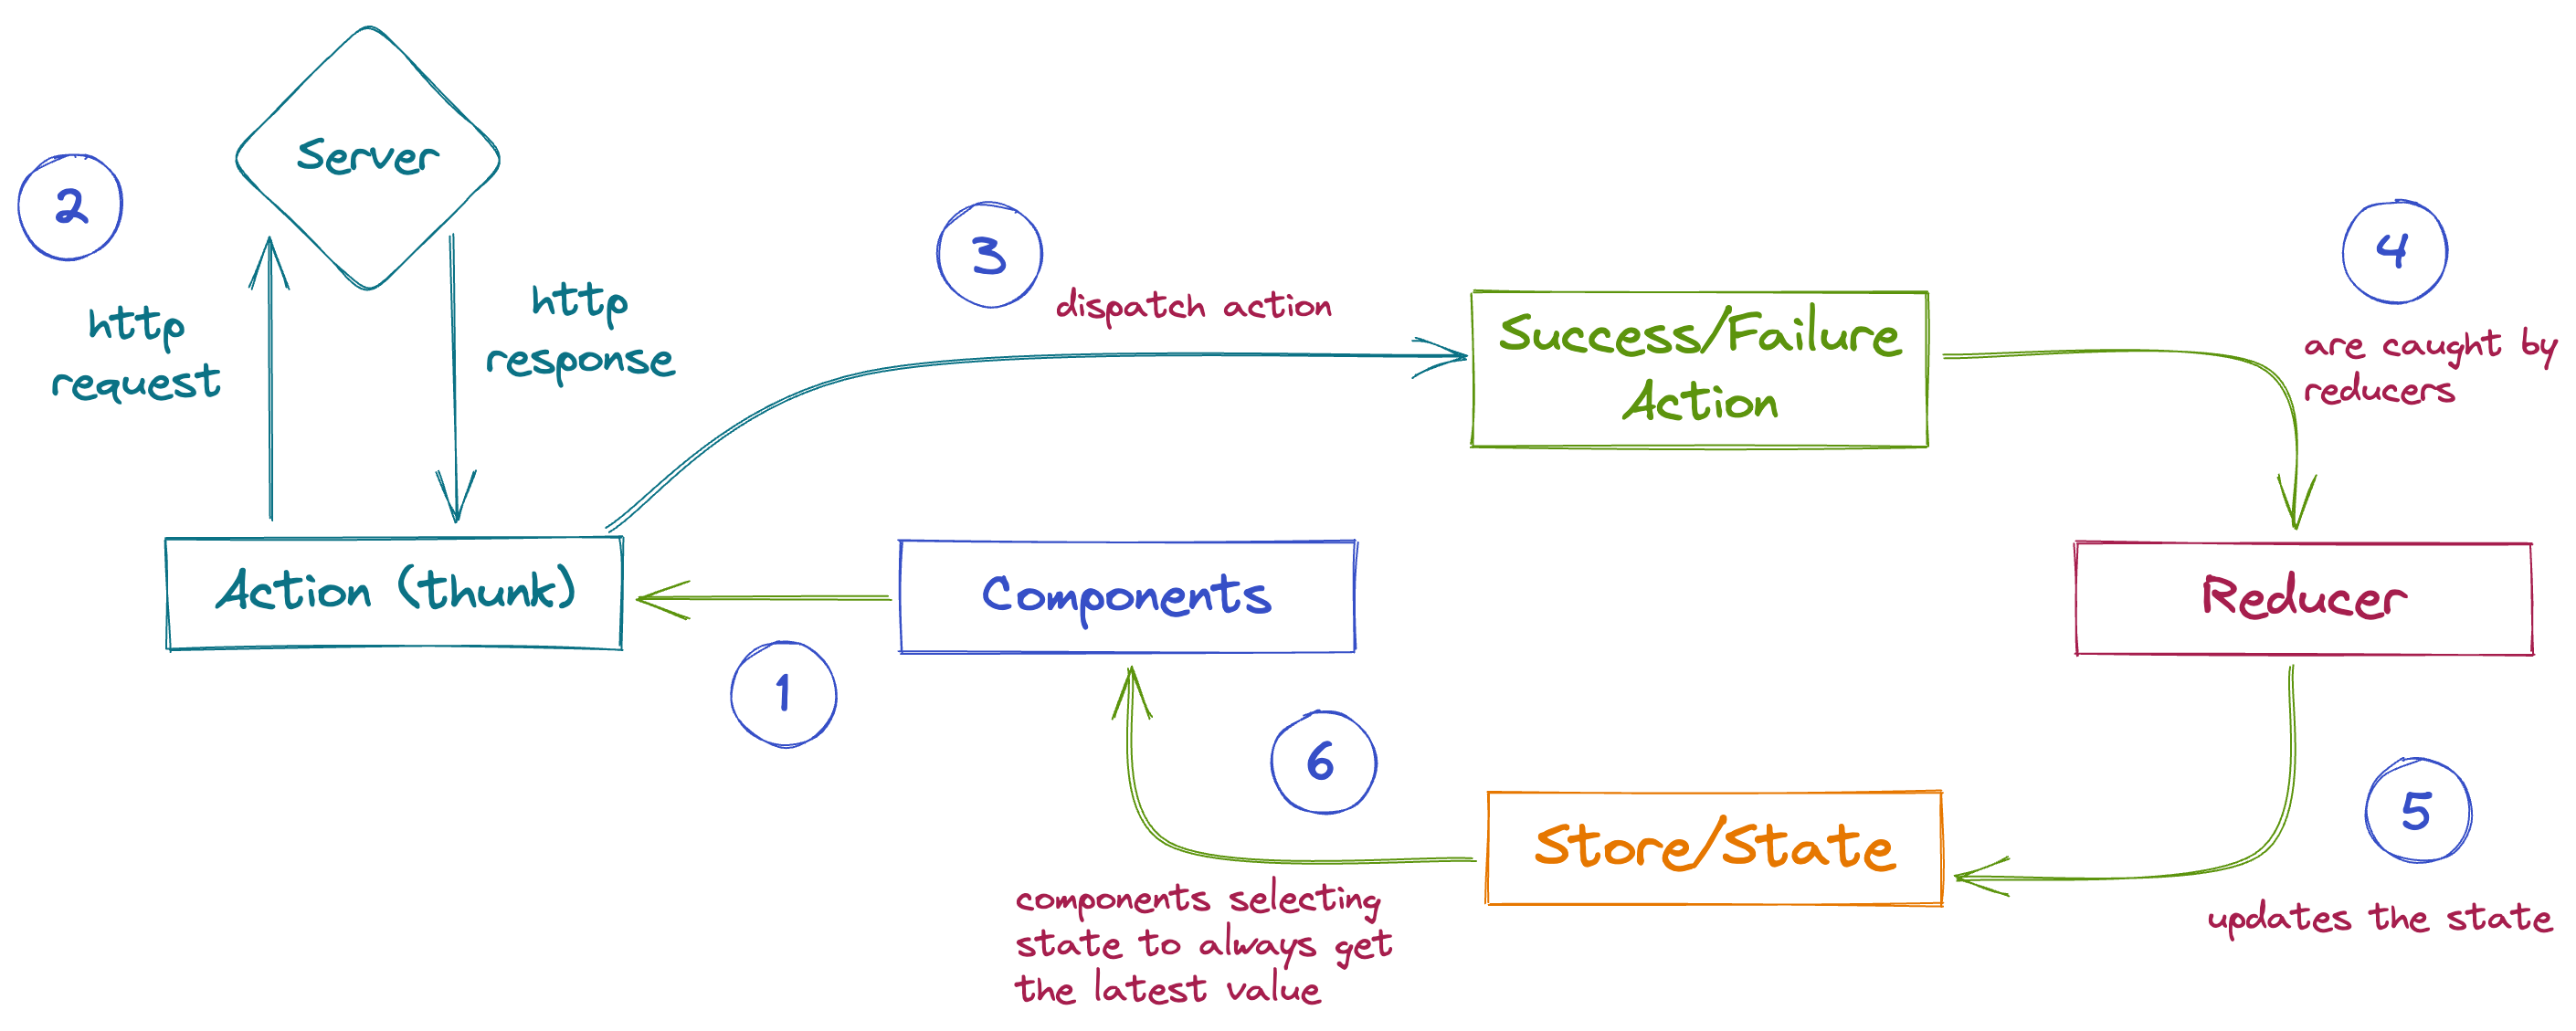 Server
2
http
request
http
response
3
dispatch action
Success/Failure
Action
4
are caught by
reducers
Action (thunk)
Components
Reducer
1
6
Store/State
5
components selecting
state to always get
the latest value
updates the state